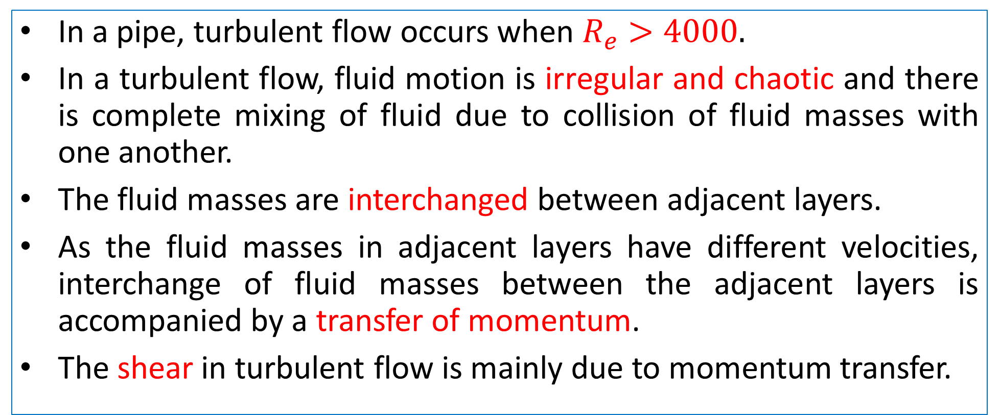 • In a pipe, turbulent flow occurs when $R_e > 4000$.
• In a turbulent flow, fluid motion is irregular and chaotic and there
is complete mixing of fluid due to collision of fluid masses with
one another.
• The fluid masses are interchanged between adjacent layers.
• As the fluid masses in adjacent layers have different velocities,
interchange of fluid masses between the adjacent layers is
accompanied by a transfer of momentum.
• The shear in turbulent flow is mainly due to momentum transfer.